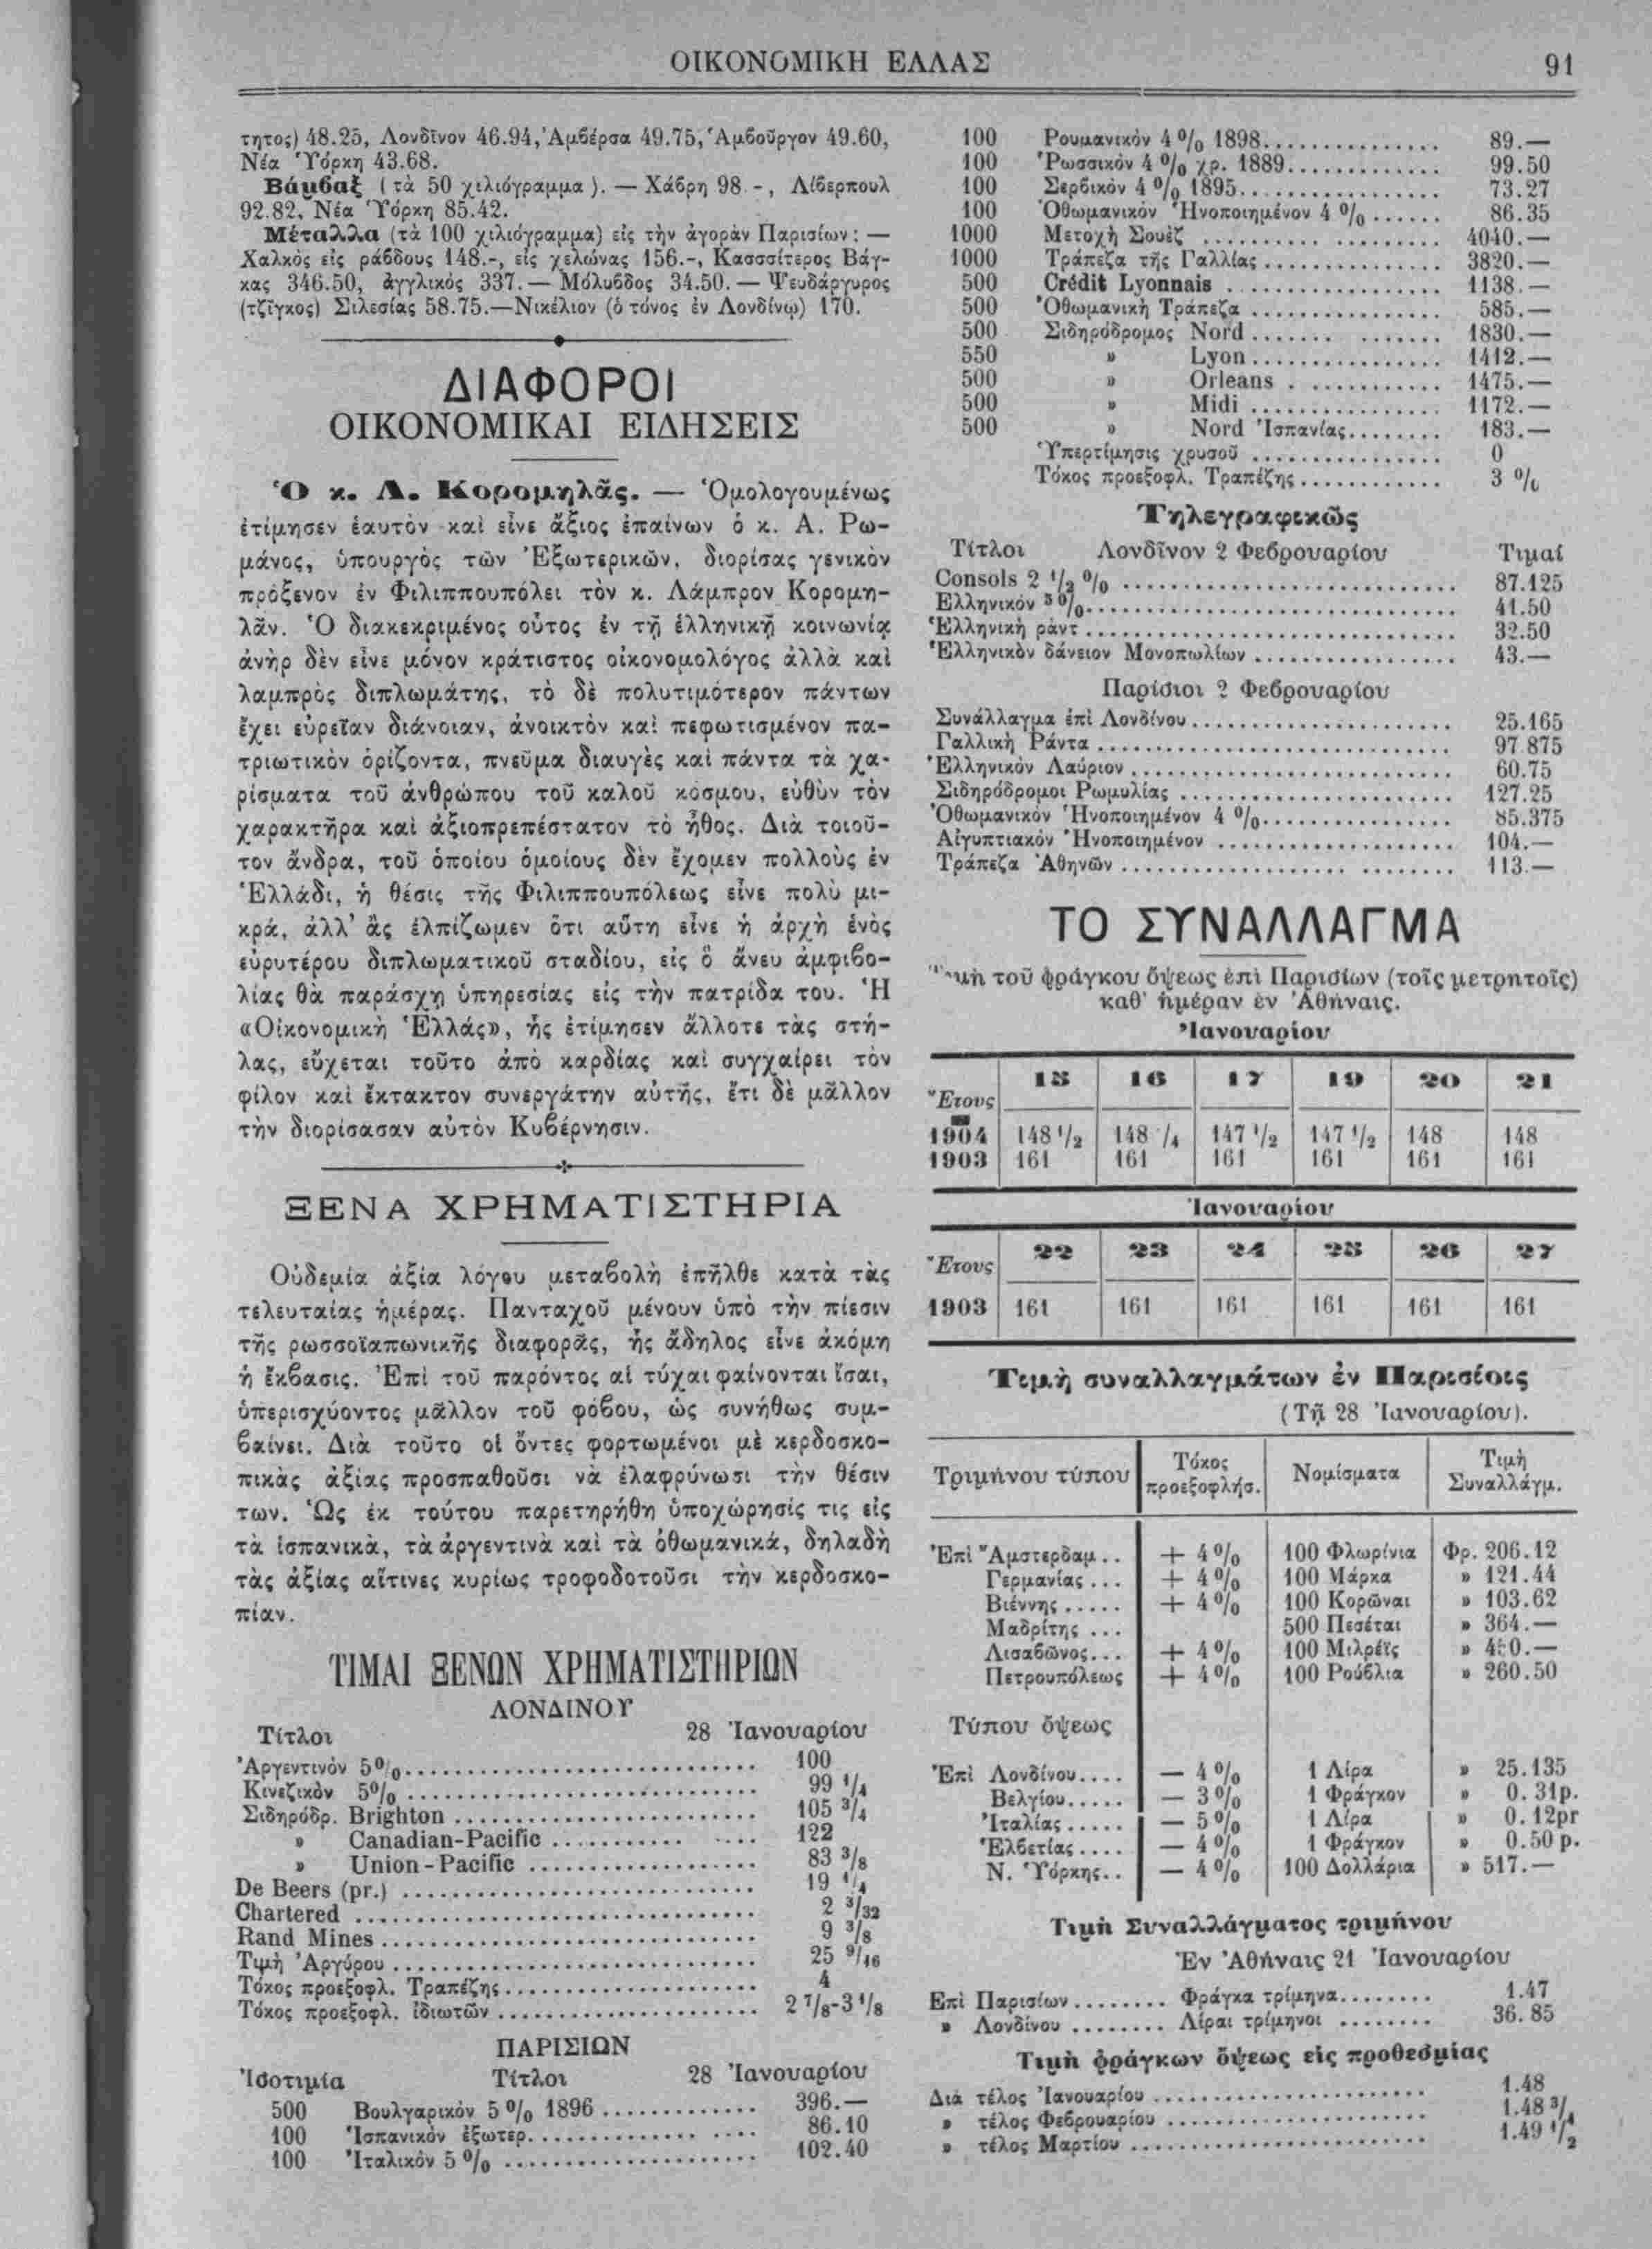 ΟΙΚΟΝΟΜΙΚΗ ΕΛΛΑΣ
91
τητος) 48.25, Λονδῖνον 46.94, Ἀμβέρσα 49.75, Ἀμβοῦργον 49.60,
Νέα Ὑόρκη 43.68.
Βάμβαξ (τὰ 50 χιλιόγραμμα). — Χάβρη 98 -, Λίβερπουλ
92.82, Νέα Ὑόρκη 85.42.
Μέταλλα (τὰ 100 χιλιόγραμμα) εἰς τὴν ἀγορὰν Παρισίων: —
Χαλκὸς εἰς ράβδους 148.-, εἰς χελώνας 156.-, Κασσσίτερος Βάγ-
κας 346.50, ἀγγλικός 337.— Μόλυβδος 34.50.— Ψευδάργυρος
(τζῖγκος) Σιλεσίας 58.75.—Νικέλιον (ὁ τόνος ἐν Λονδίνῳ) 170.
ΔΙΑΦΟΡΟΙ
ΟΙΚΟΝΟΜΙΚΑΙ ΕΙΔΗΣΕΙΣ
Ὁ κ. Λ. Κορομηλᾶς. — Ὁμολογουμένως
ἐτίμησεν ἑαυτὸν καὶ εἶνε ἄξιος ἐπαίνων ὁ κ. Α. Ρω-
μάνος, ὑπουργὸς τῶν Ἐξωτερικῶν, διορίσας γενικὸν
πρόξενον ἐν Φιλιππουπόλει τὸν κ. Λάμπρον Κορομη-
λᾶν. Ὁ διακεκριμένος οὗτος ἐν τῇ ἑλληνικῇ κοινωνίᾳ
ἀνὴρ δὲν εἶνε μόνον κράτιστος οἰκονομολόγος ἀλλὰ καὶ
λαμπρὸς διπλωμάτης, τὸ δὲ πολυτιμότερον πάντων
ἔχει εὐρεῖαν διάνοιαν, ἀνοικτὸν καὶ πεφωτισμένον πα-
τριωτικὸν ὁρίζοντα, πνεῦμα διαυγὲς καὶ πάντα τὰ χα-
ρίσματα τοῦ ἀνθρώπου τοῦ καλοῦ κόσμου, εὐθὺν τὸν
χαρακτῆρα καὶ ἀξιοπρεπέστατον τὸ ἦθος. Διὰ τοιοῦ-
τον ἄνδρα, τοῦ ὁποίου ὁμοίους δὲν ἔχομεν πολλοὺς ἐν
Ἑλλάδι, ἡ θέσις τῆς Φιλιππουπόλεως εἶνε πολὺ μι-
κρά, ἀλλ' ἂς ἐλπίζωμεν ὅτι αὕτη εἶνε ἡ ἀρχὴ ἑνὸς
εὐρυτέρου διπλωματικοῦ σταδίου, εἰς ὃ ἄνευ ἀμφιβο-
λίας θὰ παράσχῃ ὑπηρεσίας εἰς τὴν πατρίδα του. Ἡ
«Οἰκονομικὴ Ἑλλάς», ἧς ἐτίμησεν ἄλλοτε τὰς στή-
λας, εὔχεται τοῦτο ἀπὸ καρδίας καὶ συγχαίρει τὸν
φίλον καὶ ἔκτακτον συνεργάτην αὐτῆς, ἔτι δὲ μᾶλλον
τὴν διορίσασαν αὐτὸν Κυβέρνησιν.
ΞΕΝΑ ΧΡΗΜΑΤΙΣΤΗΡΙΑ
Οὐδεμία ἀξία λόγου μεταβολὴ ἐπῆλθε κατὰ τὰς
τελευταίας ἡμέρας. Πανταχοῦ μένουν ὑπὸ τὴν πίεσιν
τῆς ρωσσοϊαπωνικῆς διαφορᾶς, ἧς ἄδηλος εἶνε ἀκόμη
ἡ ἔκβασις. Ἐπὶ τοῦ παρόντος αἱ τύχαι φαίνονται ἴσαι,
ὑπερισχύοντος μᾶλλον τοῦ φόβου, ὡς συνήθως συμ-
βαίνει. Διὰ τοῦτο οἱ ὄντες φορτωμένοι μὲ κερδοσκο-
πικὰς ἀξίας προσπαθοῦσι νὰ ἐλαφρύνωσι τὴν θέσιν
των. Ὡς ἐκ τούτου παρετηρήθη ὑποχώρησίς τις εἰς
τὰ ἱσπανικὰ, τὰ ἀργεντινὰ καὶ τὰ ὀθωμανικά, δηλαδὴ
τὰς ἀξίας αἵτινες κυρίως τροφοδοτοῦσι τὴν κερδοσκο-
πίαν.
ΤΙΜΑΙ ΞΕΝΩΝ ΧΡΗΜΑΤΙΣΤΗΡΙΩΝ
ΛΟΝΔΙΝΟΥ
Τίτλοι 28 Ἰανουαρίου
Ἀργεντινόν 5% 100
Κινεζικὸν 5% 99 1/4
Σιδηρόδρ. Brighton 105 3/4
» Canadian-Pacific 122
» Union-Pacific 83 3/8
De Beers (pr.) 19 1/4
Chartered 2 3/32
Rand Mines 9 3/8
Τιμὴ Ἀργύρου 25 9/16
Τόκος προεξοφλ. Τραπέζης 4
Τόκος προεξοφλ. ἰδιωτῶν 2 7/8-3 1/8
ΠΑΡΙΣΙΩΝ
Ἰσοτιμία Τίτλοι 28 Ἰανουαρίου
500 Βουλγαρικόν 5% 1896 396.—
100 Ἰσπανικὸν ἐξωτερ. 86.10
100 Ἰταλικόν 5% 102.40
100 Ρουμανικόν 4% 1898 89.—
100 Ῥωσσικόν 4% χρ. 1889 99.50
100 Σερβικόν 4% 1895 73.27
100 Ὀθωμανικόν Ἡνοποιημένον 4% 86.35
1000 Μετοχὴ Σουὲζ 4040.—
1000 Τράπεζα τῆς Γαλλίας 3820.—
500 Crédit Lyonnais 1138.—
500 Ὀθωμανικὴ Τράπεζα 585.—
500 Σιδηρόδρομος Nord 1830.—
550 » Lyon 1412.—
500 » Orleans 1475.—
500 » Midi 1172.—
500 » Nord Ἰσπανίας 183.—
Ὑπερτίμησις χρυσοῦ 0
Τόκος προεξοφλ. Τραπέζης 3 %
Τηλεγραφικῶς
Τίτλοι Λονδῖνον 2 Φεβρουαρίου Τιμαί
Consols 2 1/2 % 87.125
Ἑλληνικόν 5% 41.50
Ἑλληνικὴ ράντ 32.50
Ἑλληνικὸν δάνειον Μονοπωλίων 43.—
Παρίσιοι 2 Φεβρουαρίου
Συνάλλαγμα ἐπὶ Λονδίνου 25.165
Γαλλικὴ Ράντα 97 875
Ἑλληνικὸν Λαύριον 60.75
Σιδηρόδρομοι Ρωμυλίας 127.25
Ὀθωμανικὸν Ἡνοποιημένον 4% 85.375
Αἰγυπτιακόν Ἡνοποιημένον 104.—
Τράπεζα Ἀθηνῶν 113.—
ΤΟ ΣΥΝΑΛΛΑΓΜΑ
τοῦ φράγκου ὄψεως ἐπὶ Παρισίων (τοῖς μετρητοῖς)
καθ' ἡμέραν ἐν Ἀθήναις.
Ἰανουαρίου
Ἔτους 15 16 17 19 20 21
1904 148 1/2 148 /4 147 1/2 147 1/2 148 148
1903 161 161 161 161 161 161
Ἰανουαρίου
Ἔτους 22 23 24 25 26 27
1903 161 161 161 161 161 161
Τιμὴ συναλλαγμάτων ἐν Παρισίοις
(Τῇ 28 Ἰανουαρίου).
Τριμήνου τύπου Τόκος προεξοφλήσ. Νομίσματα Τιμὴ Συναλλάγμ.
Ἐπὶ Ἀμστερδαμ.. + 4% 100 Φλωρίνια Φρ. 206.12
Γερμανίας... + 4% 100 Μάρκα » 121.44
Βιέννης..... + 4% 100 Κορῶναι » 103.62
Μαδρίτης ... 500 Πεσέται » 364.—
Λισαβῶνος... + 4% 100 Μιλρέϊς »
Πετρουπόλεως + 4% 100 Ρούβλια » 260.50
Τύπου ὄψεως
Ἐπὶ Λονδίνου.... — 4% 1 Λίρα » 25.135
Βελγίου..... — 3% 1 Φράγκον » 0.31p.
Ἰταλίας..... — 5% 1 Λίρα » 0.12pr
Ἑλβετίας.... — 4% 1 Φράγκον » 0.50p.
Ν. Ὑόρκης.. — 4% 100 Δολλάρια » 517.—
Τιμὴ Συναλλάγματος τριμήνου
Ἐν Ἀθήναις 21 Ἰανουαρίου
Ἐπὶ Παρισίων........ Φράγκα τρίμηνα........ 1.47
» Λονδίνου ........ Λίραι τρίμηνοι ........ 36.85
Τιμὴ φράγκων ὄψεως εἰς προθεσμίας
Διὰ τέλος Ἰανουαρίου 1.48
» τέλος Φεβρουαρίου 1.48 3/4
» τέλος Μαρτίου 1.49 1/2